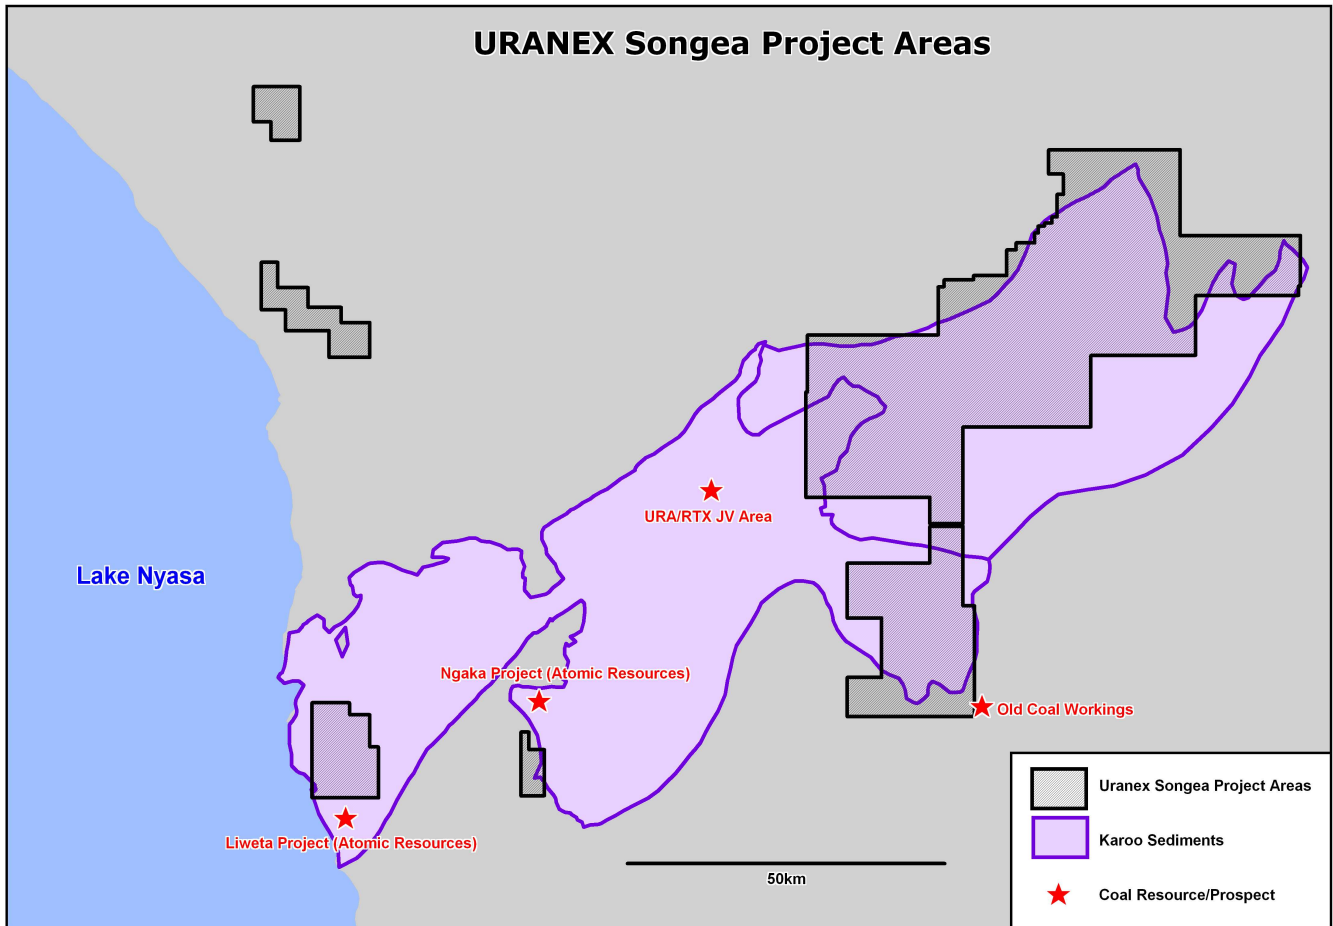 URANEX Songea Project Areas
URA/RTX JV Area
Lake Nyasa
Ngaka Project (Atomic Resources)
Old Coal Workings
Liweta Project (Atomic Resources)
50km
Uranex Songea Project Areas
Karoo Sediments
Coal Resource/Prospect